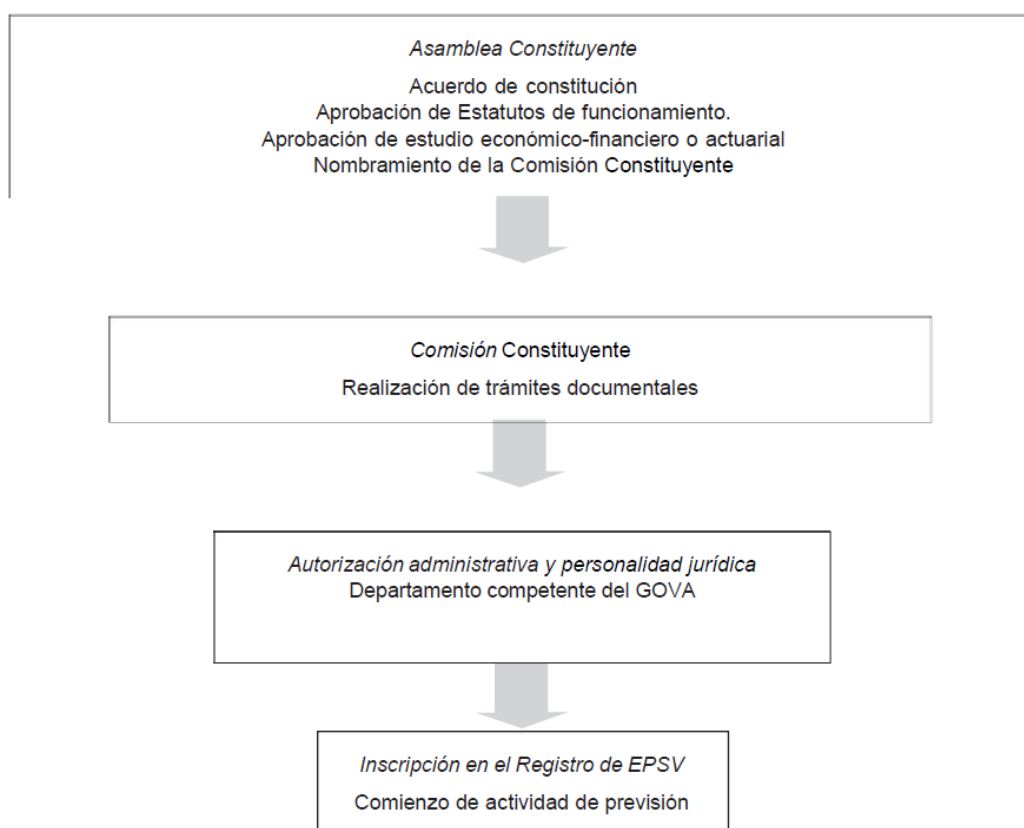 Asamblea Constituyente
Acuerdo de constitución
Aprobación de Estatutos de funcionamiento.
Aprobación de estudio económico-financiero o actuarial
Nombramiento de la Comisión Constituyente
Comisión Constituyente
Realización de trámites documentales
Autorización administrativa y personalidad jurídica
Departamento competente del GOVA
Inscripción en el Registro de EPSV
Comienzo de actividad de previsión